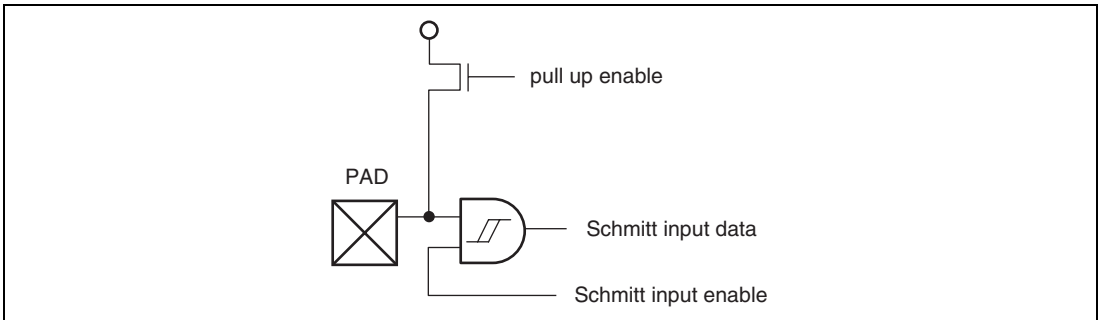 pull up enable
PAD
Schmitt input data
Schmitt input enable